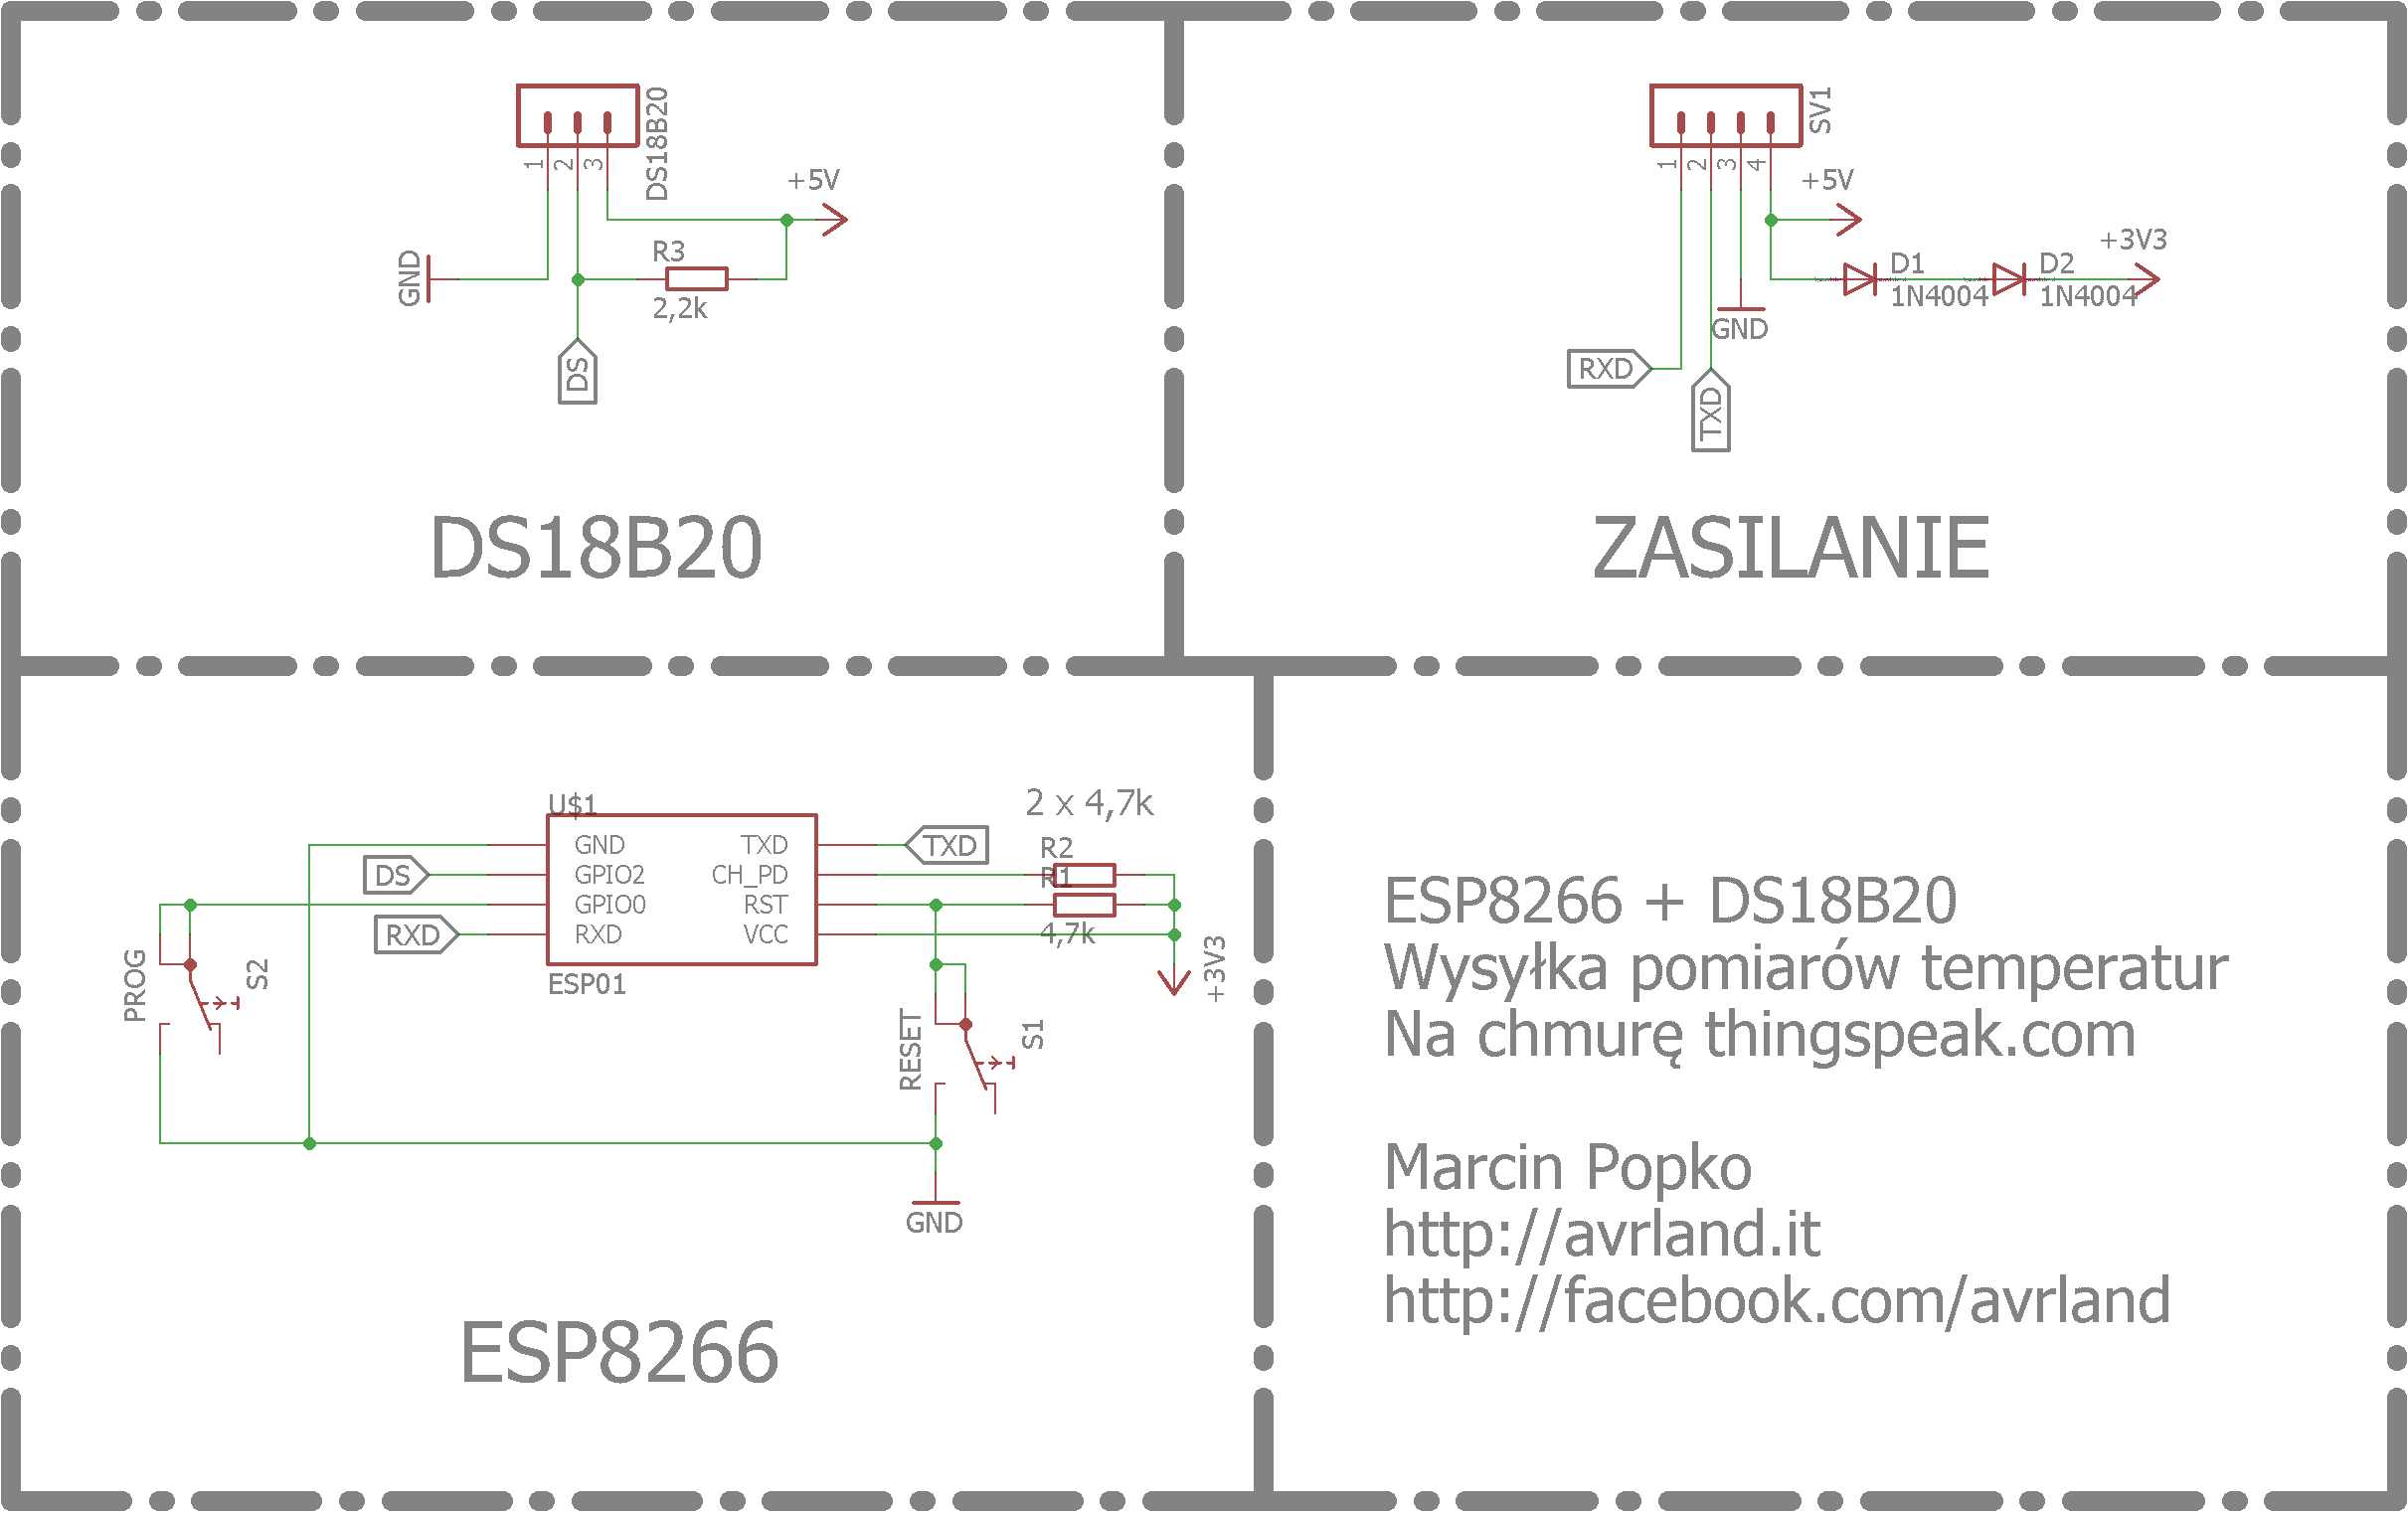 DS18B20
1
2
3
+5V
GND
R3
2,2k
DS
DS18B20
SV1
1
2
3
4
+5V
+3V3
D1
1N4004
D2
1N4004
GND
RXD
TXD
ZASILANIE
U$1
GND
GPIO2
GPIO0
RXD
TXD
CH_PD
RST
VCC
ESP01
DS
RXD
TXD
2 x 4,7k
R2
R1
4,7k
+3V3
PROG
S2
RESET
S1
GND
ESP8266
ESP8266 + DS18B20
Wysyłka pomiarów temperatur
Na chmurę thingspeak.com
Marcin Popko
http://avrland.it
http://facebook.com/avrland